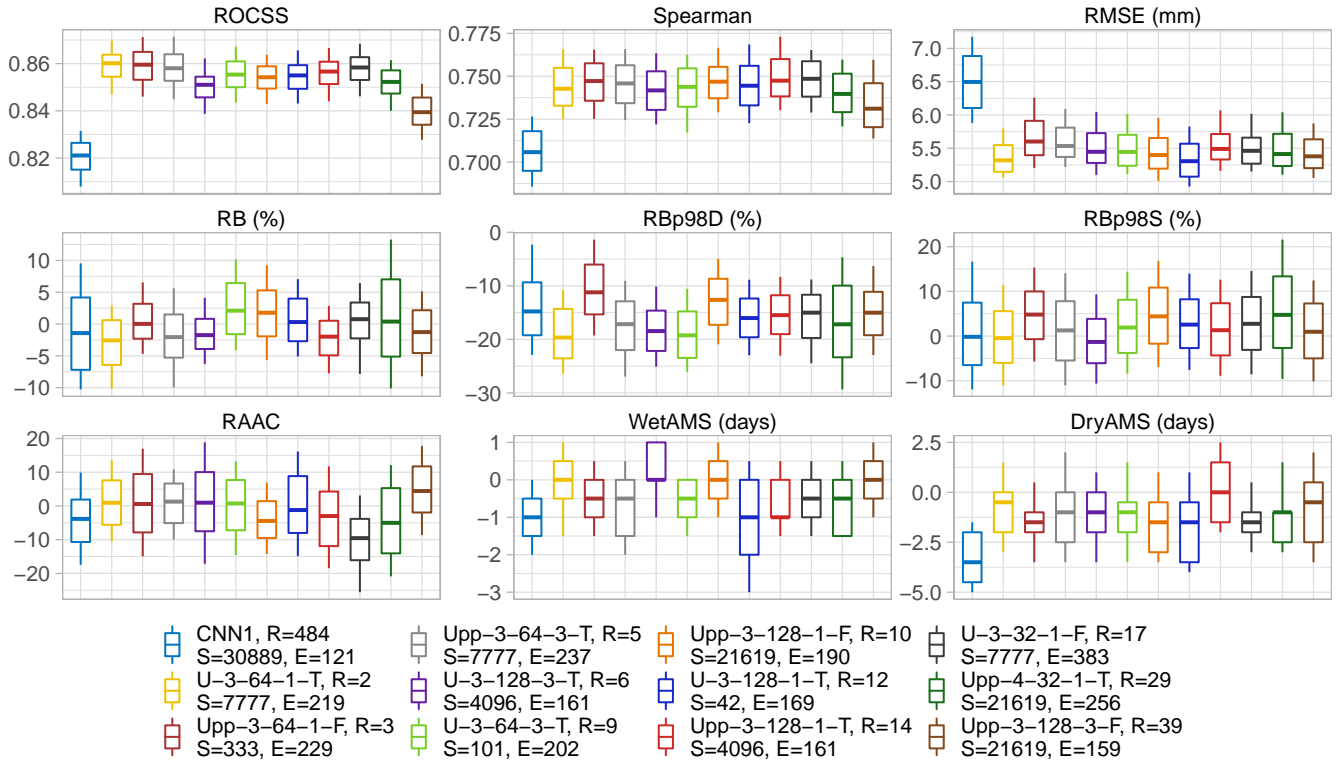 ROCSS
Spearman
RMSE (mm)
0.86
0.84
0.82
0.775
0.750
0.725
0.700
7.0
6.5
6.0
5.5
5.0
RB (%)
RBp98D (%)
RBp98S (%)
10
5
0
−5
−10
0
−10
−20
−30
20
10
0
−10
RAAC
WetAMS (days)
DryAMS (days)
20
10
0
−10
−20
1
0
−1
−2
−3
2.5
0.0
−2.5
−5.0
CNN1, R=484
S=30889, E=121
U−3−64−1−T, R=2
S=7777, E=219
Upp−3−64−1−F, R=3
S=333, E=229
Upp−3−64−3−T, R=5
S=7777, E=237
U−3−128−3−T, R=6
S=4096, E=161
U−3−64−3−T, R=9
S=101, E=202
Upp−3−128−1−F, R=10
S=21619, E=190
U−3−128−1−T, R=12
S=42, E=169
Upp−3−128−1−T, R=14
S=4096, E=161
U−3−32−1−F, R=17
S=7777, E=383
Upp−4−32−1−T, R=29
S=21619, E=256
Upp−3−128−3−F, R=39
S=21619, E=159